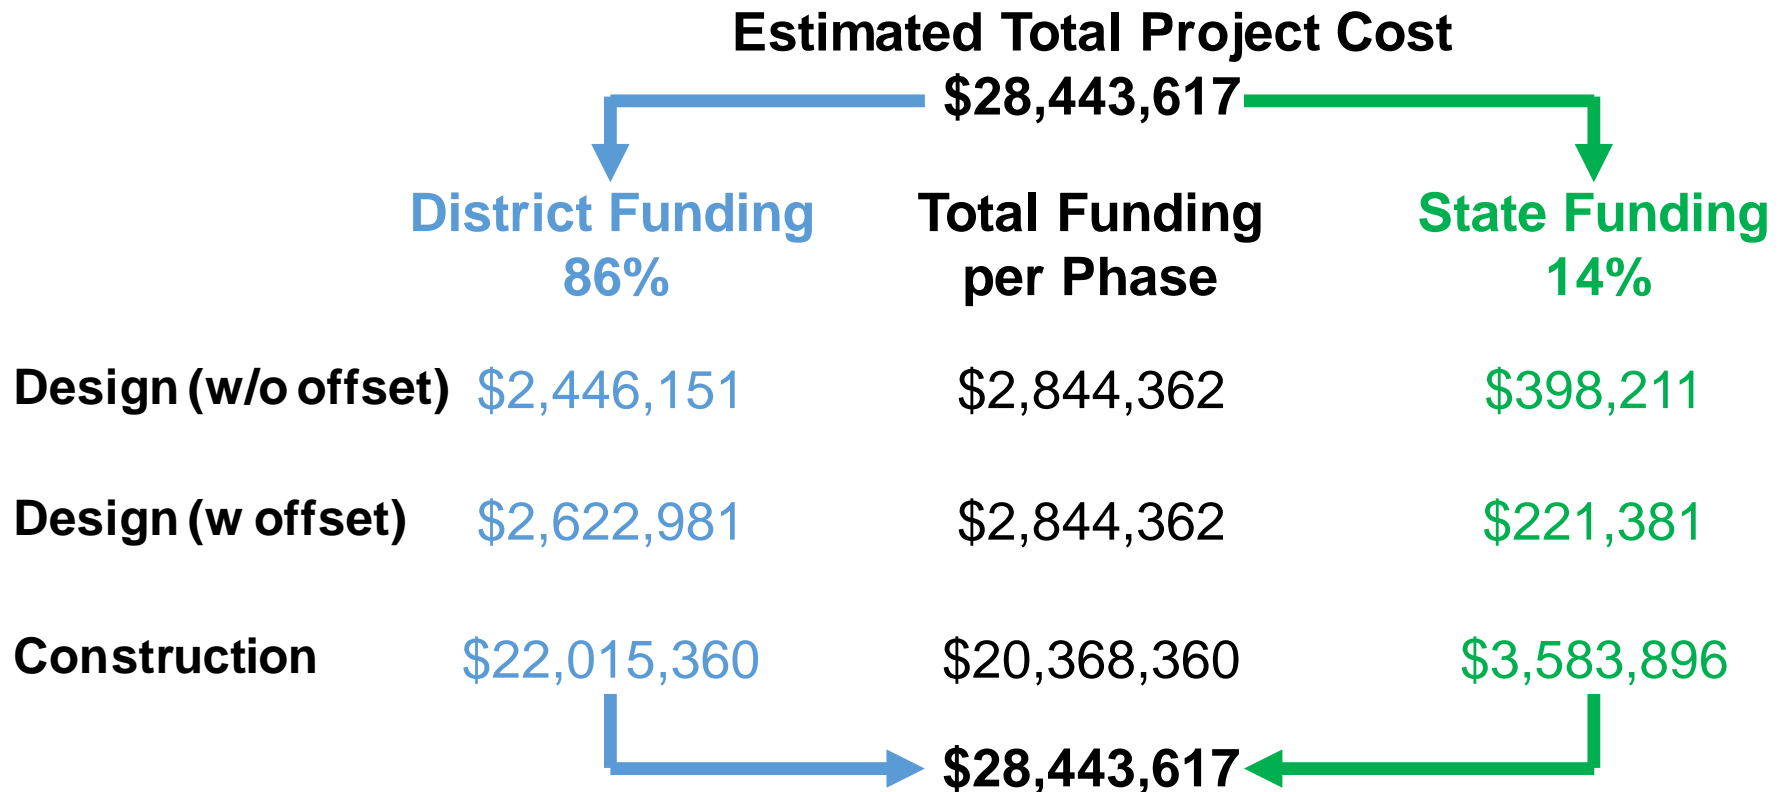 Estimated Total Project Cost
$28,443,617
District Funding Total Funding State Funding
86% per Phase 14%
Design (w/o offset) $2,446,151 $2,844,362 $398,211
Design (w offset) $2,622,981 $2,844,362 $221,381
Construction $22,015,360 $20,368,360 $3,583,896
$28,443,617